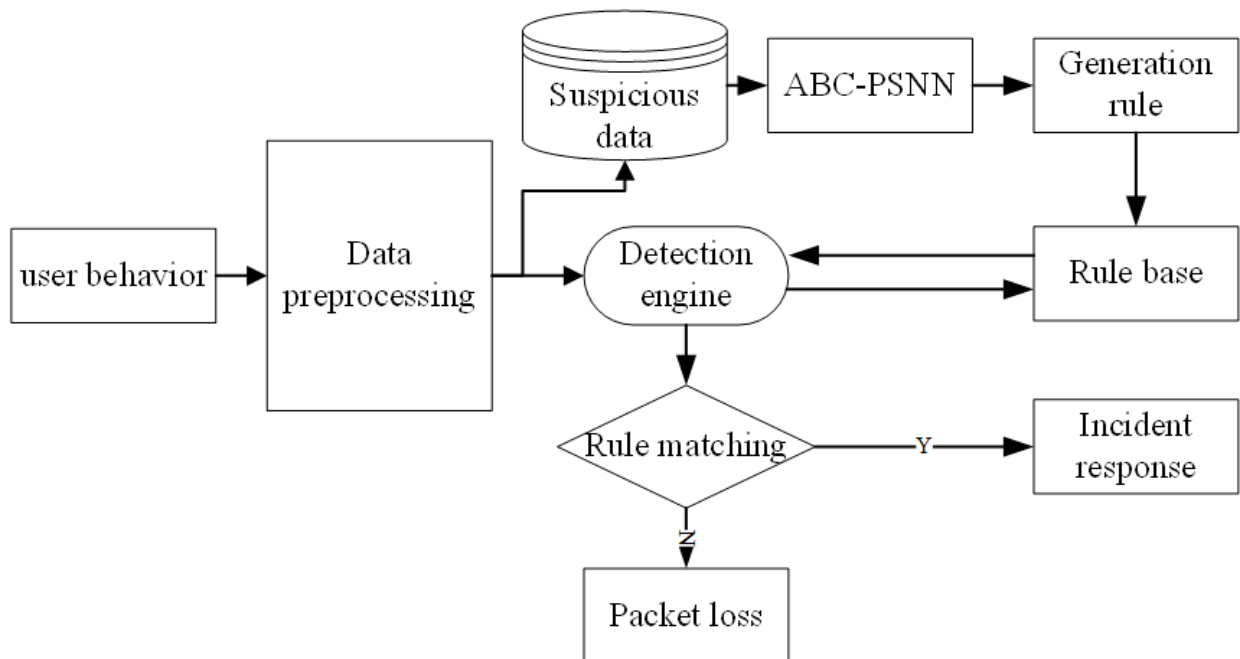 Suspicious
data
ABC-PSNN
Generation
rule
user behavior
Data
preprocessing
Detection
engine
Rule base
Rule matching
Y
Incident
response
N
Packet loss